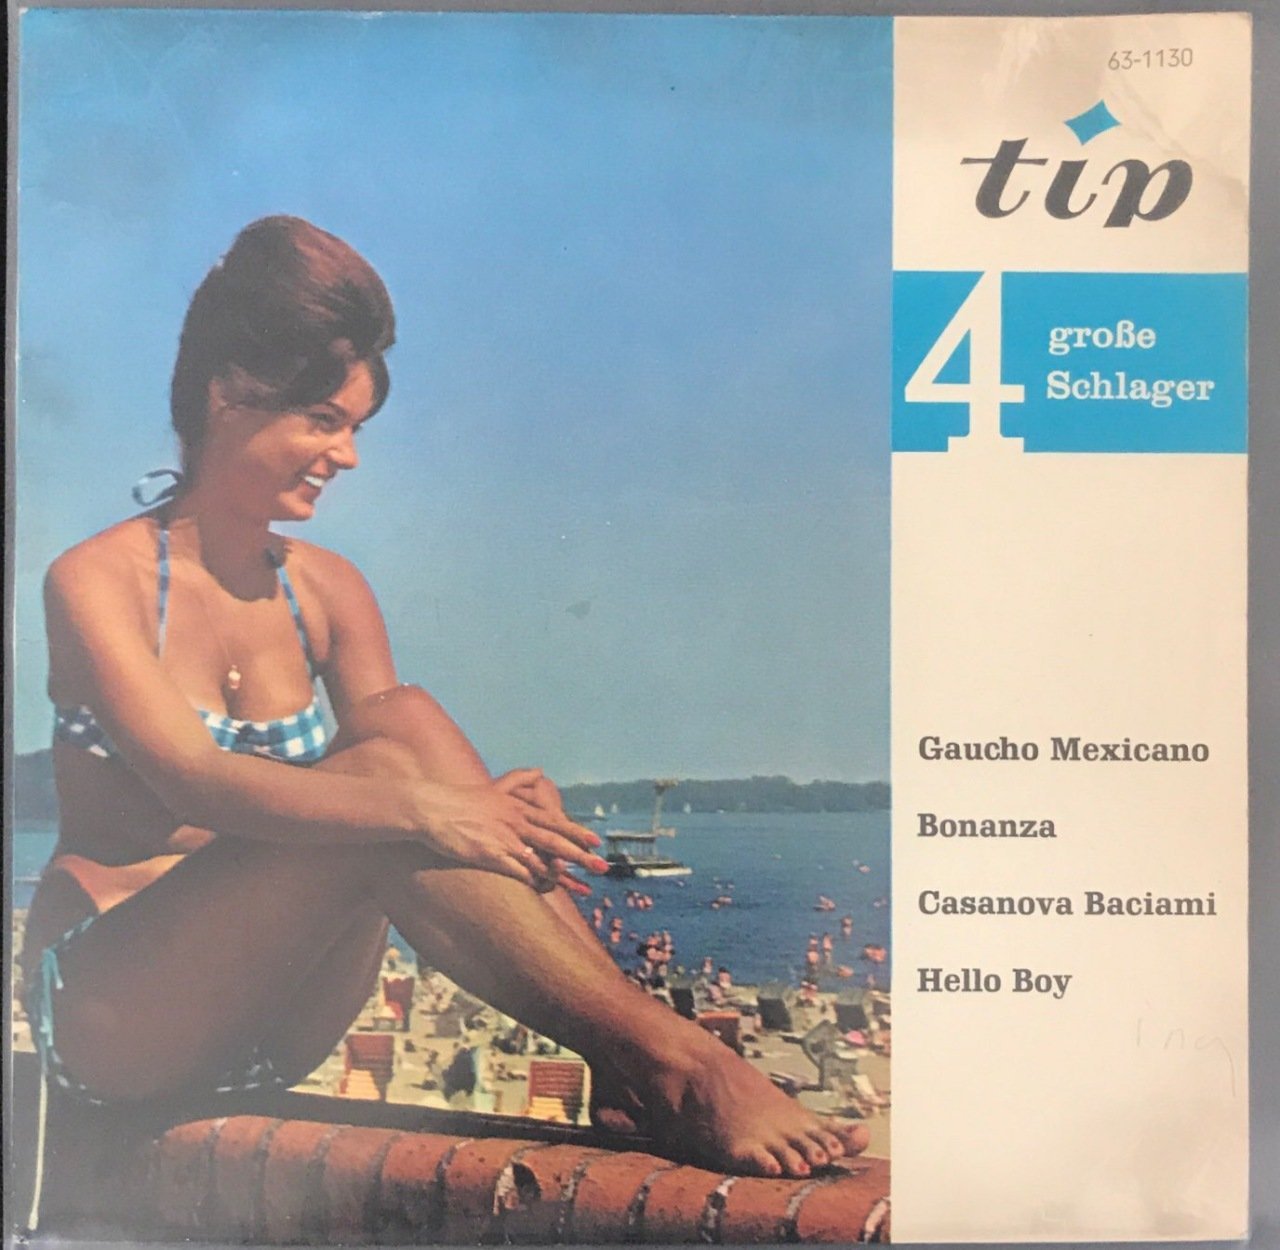 63-1130
tip
4 große
Schlager
Gaucho Mexicano
Bonanza
Casanova Baciami
Hello Boy